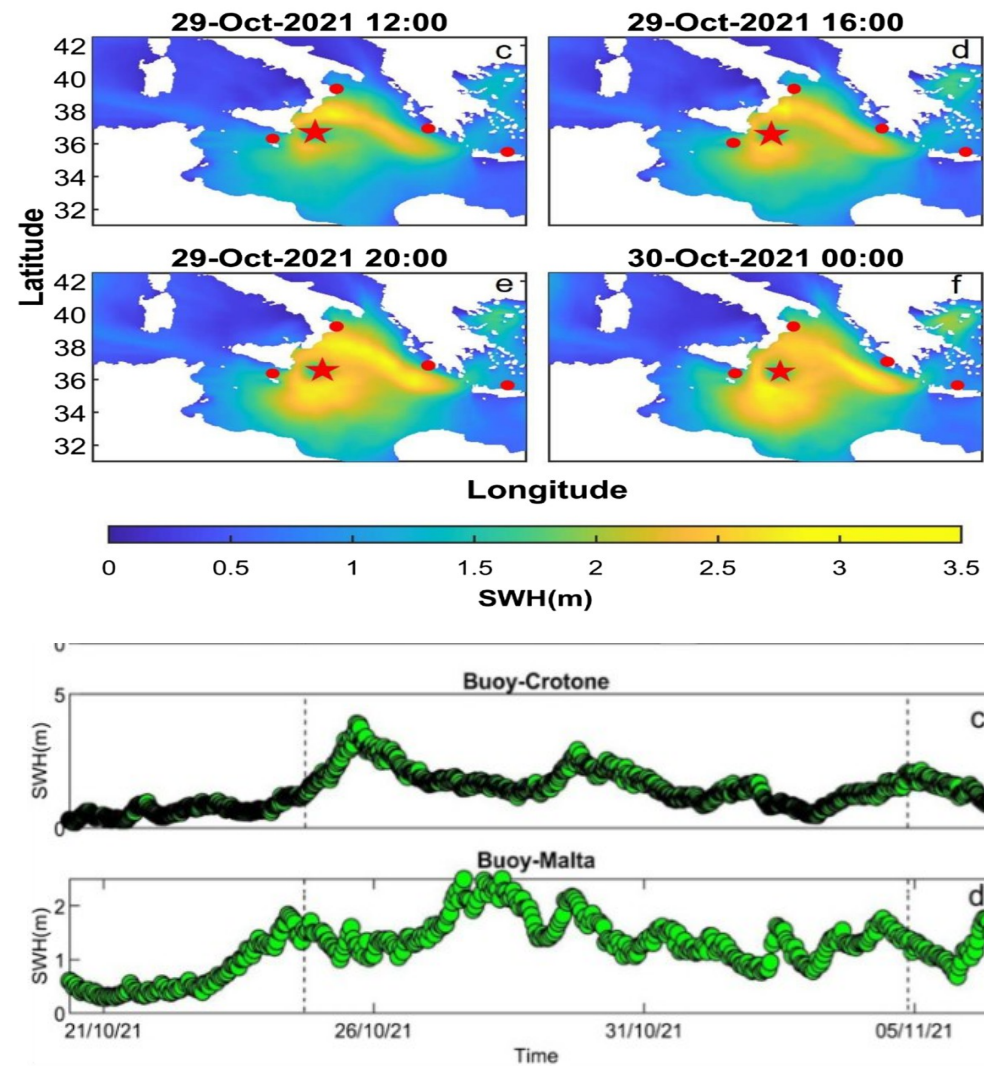 29-Oct-2021 12:00
29-Oct-2021 16:00
c
d
42
40
38
36
34
32
29-Oct-2021 20:00
30-Oct-2021 00:00
e
f
42
40
38
36
34
32
Latitude
Longitude
0 0.5 1 1.5 2 2.5 3 3.5
SWH(m)
0
Buoy-Crotone
5
c
SWH(m)
0
Buoy-Malta
d
2
SWH(m)
1
0
21/10/21 26/10/21 31/10/21 05/11/21
Time